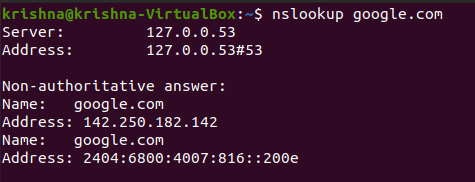 krishna@krishna-VirtualBox:~$ nslookup google.com
Server:         127.0.0.53
Address:        127.0.0.53#53

Non-authoritative answer:
Name:   google.com
Address: 142.250.182.142
Name:   google.com
Address: 2404:6800:4007:816::200e